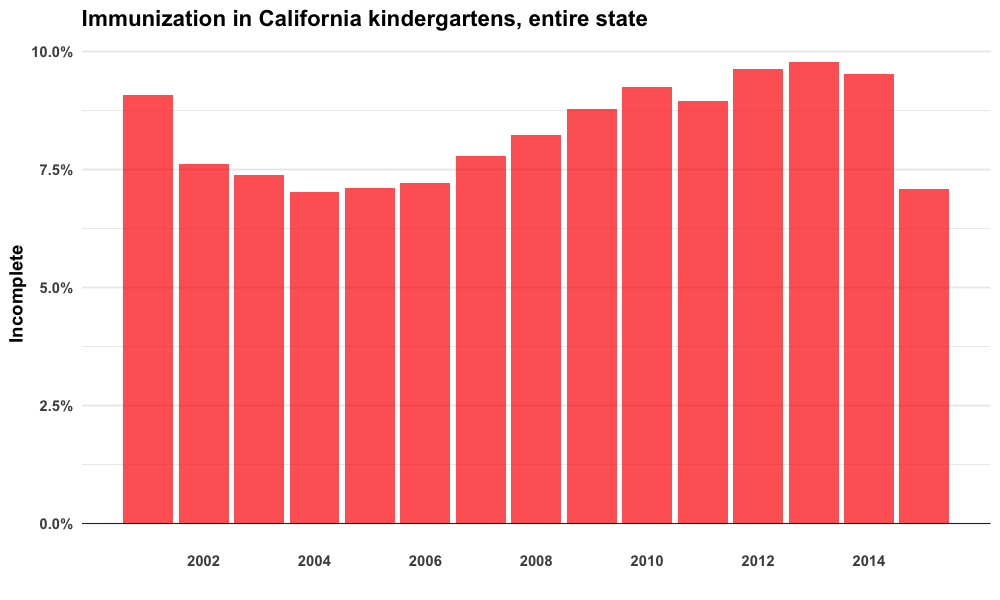 Immunization in California kindergartens, entire state
Incomplete
10.0%
7.5%
5.0%
2.5%
0.0%
2002 2004 2006 2008 2010 2012 2014